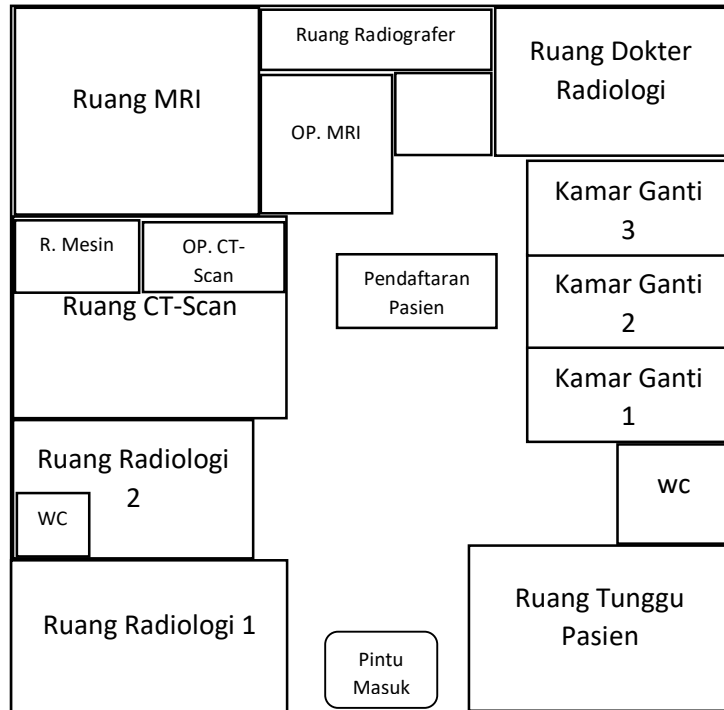 Ruang MRI
Ruang Radiografer
Ruang Dokter
Radiologi
OP. MRI
Kamar Ganti
3
R. Mesin
OP. CT-
Scan
Ruang CT-Scan
Pendaftaran
Pasien
Kamar Ganti
2
Kamar Ganti
1
Ruang Radiologi
2
WC
wc
Ruang Radiologi 1
Pintu
Masuk
Ruang Tunggu
Pasien